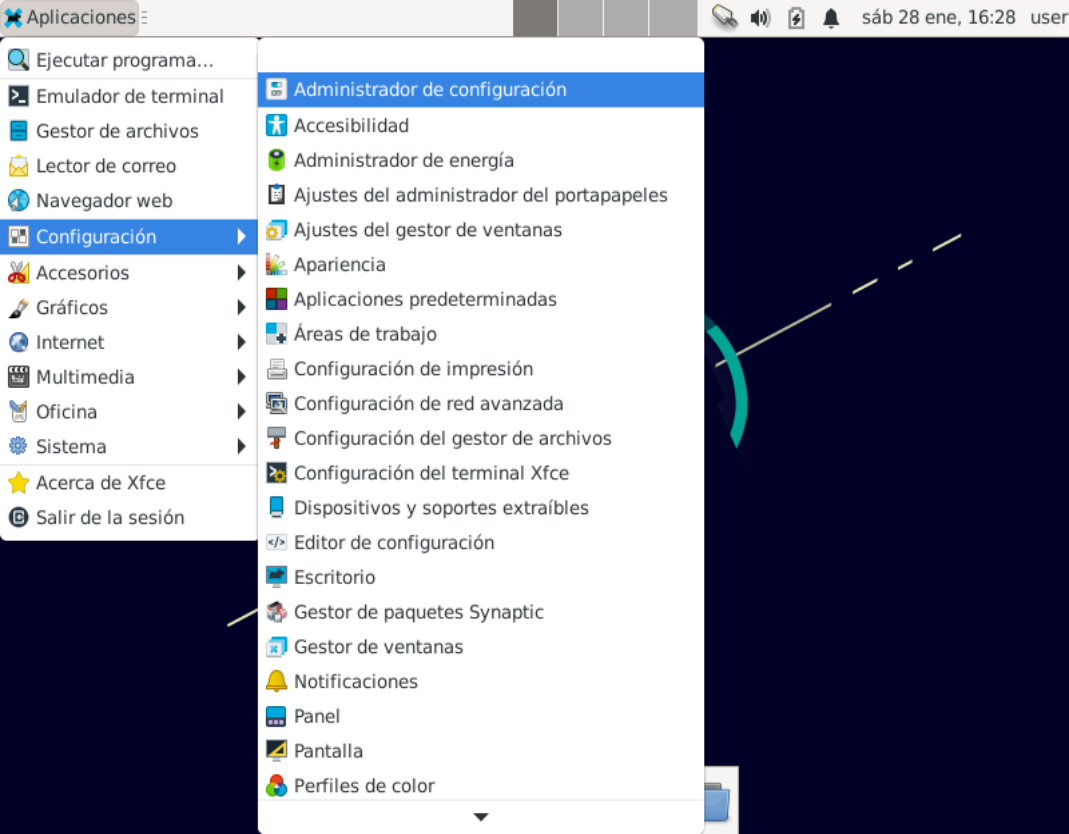 Aplicaciones
sáb 28 ene, 16:28 user
Ejecutar programa...
Emulador de terminal
Gestor de archivos
Lector de correo
Navegador web
Configuración
Accesorios
Gráficos
Internet
Multimedia
Oficina
Sistema
Acerca de Xfce
Salir de la sesión
Administrador de configuración
Accesibilidad
Administrador de energía
Ajustes del administrador del portapapeles
Ajustes del gestor de ventanas
Apariencia
Aplicaciones predeterminadas
Áreas de trabajo
Configuración de impresión
Configuración de red avanzada
Configuración del gestor de archivos
Configuración del terminal Xfce
Dispositivos y soportes extraíbles
Editor de configuración
Escritorio
Gestor de paquetes Synaptic
Gestor de ventanas
Notificaciones
Panel
Pantalla
Perfiles de color